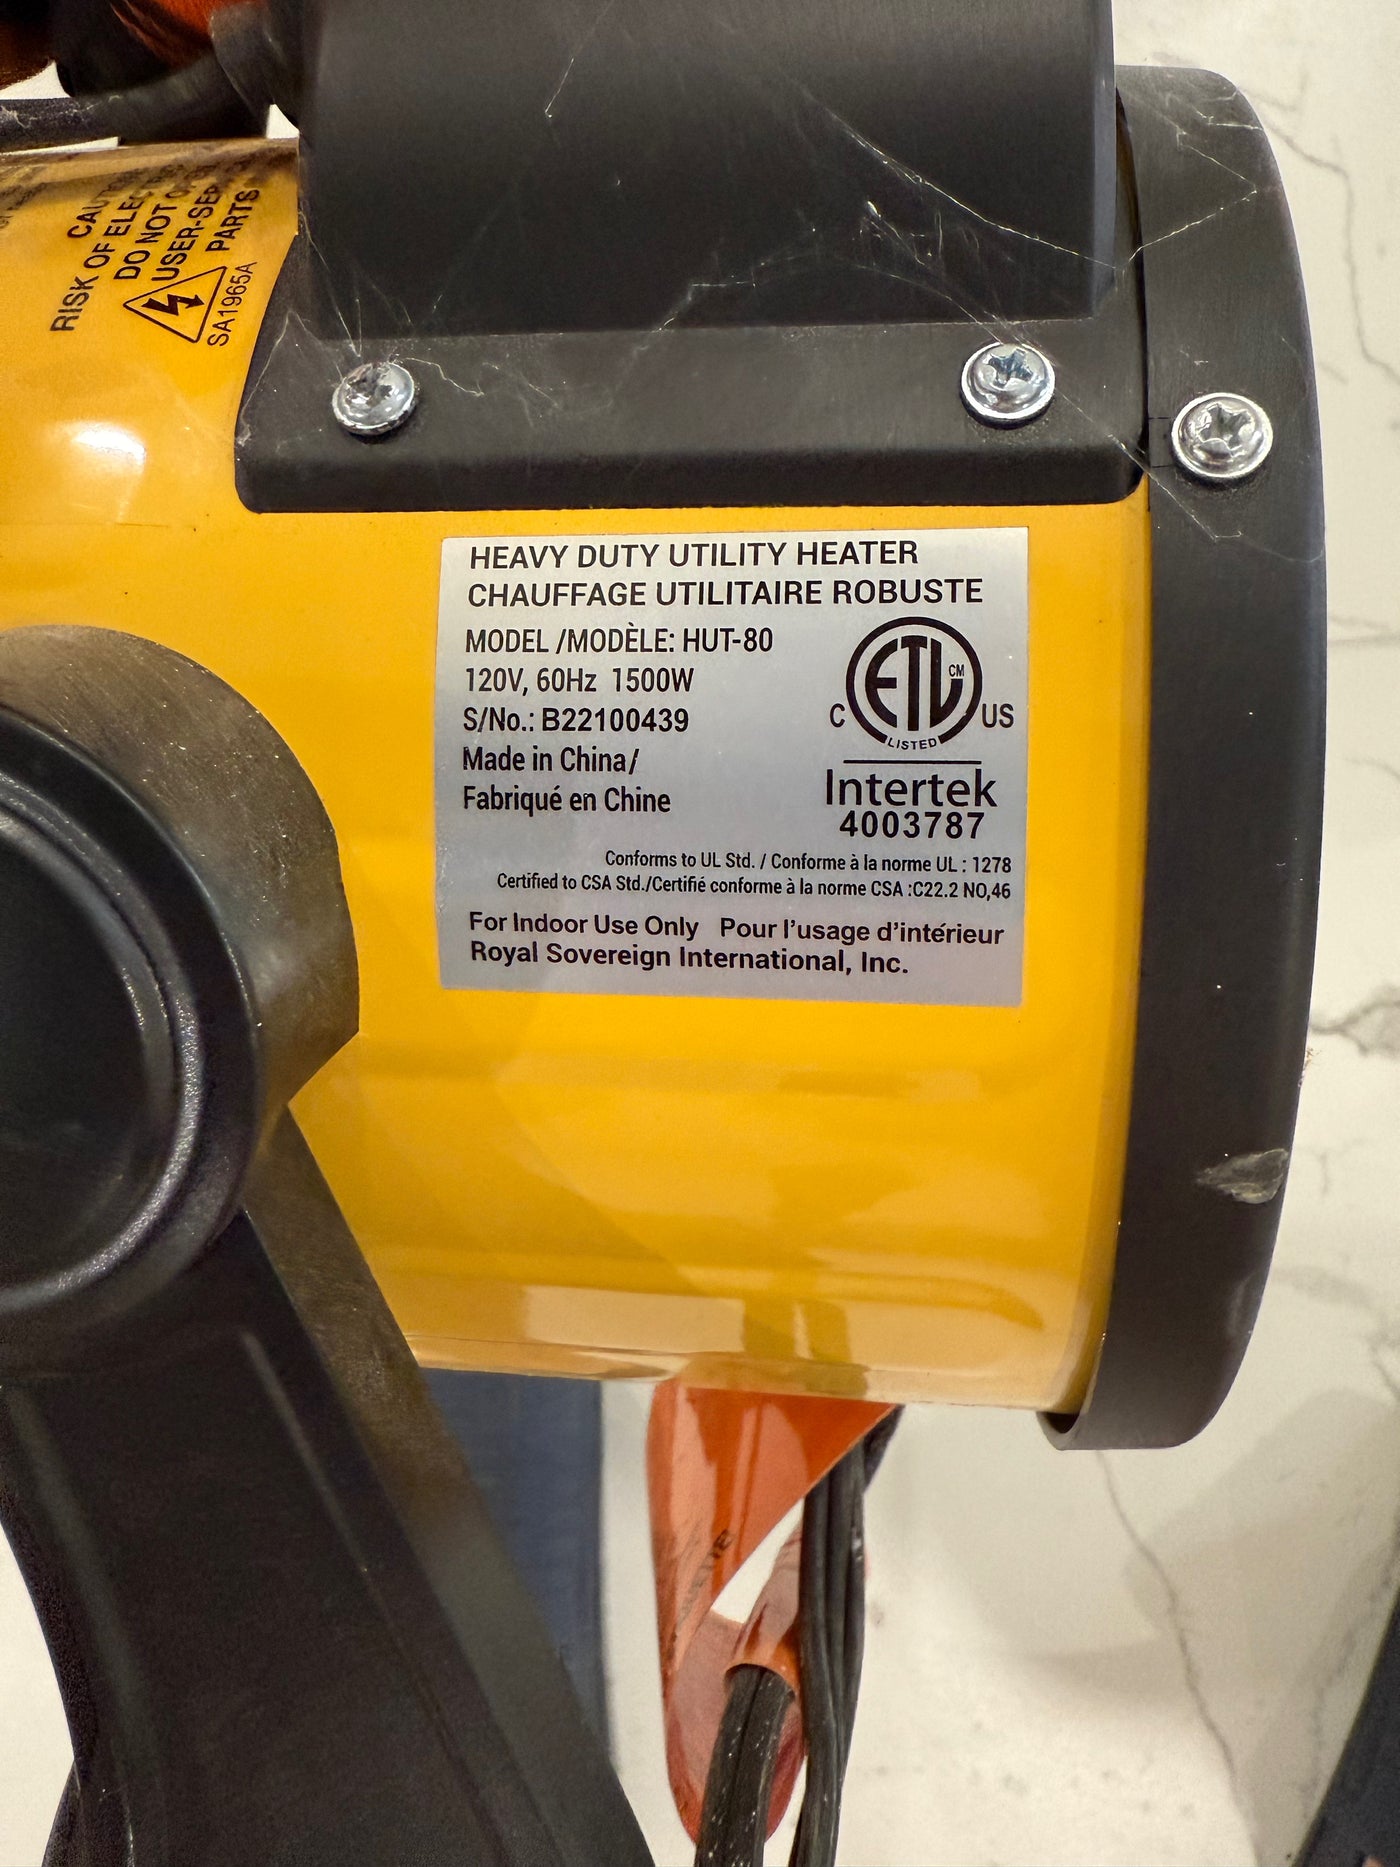 CAUTION
RISK OF ELEC
DO NOT
USER-SER
PARTS
SA1965A
HEAVY DUTY UTILITY HEATER
CHAUFFAGE UTILITAIRE ROBUSTE
MODEL /MODÈLE: HUT-80
120V, 60Hz 1500W
S/No.: B22100439
Made in China/
Fabriqué en Chine
ETL CM
C US
LISTED
Intertek
4003787
Conforms to UL Std. / Conforme à la norme UL : 1278
Certified to CSA Std./Certifié conforme à la norme CSA :C22.2 NO,46
For Indoor Use Only Pour l'usage d'intérieur
Royal Sovereign International, Inc.